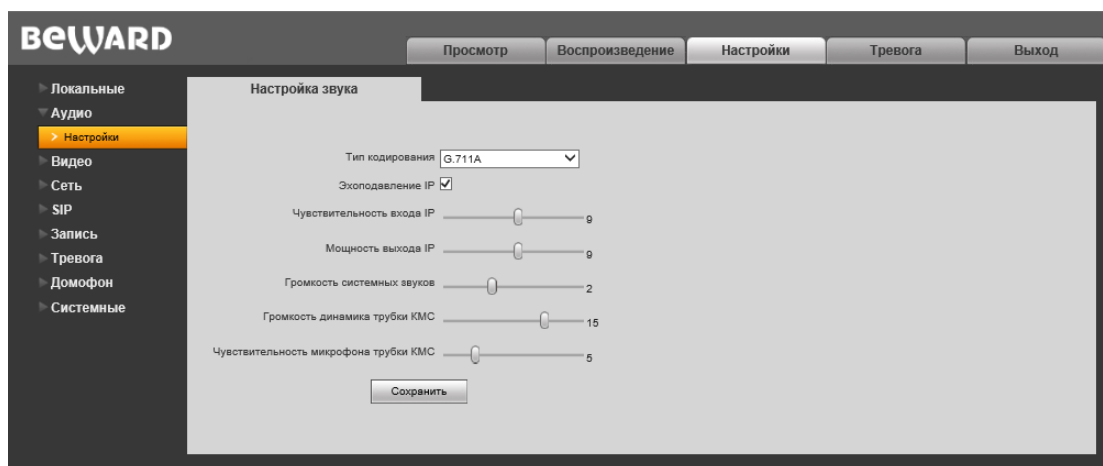 BEWARD
Просмотр
Воспроизведение
Настройки
Тревога
Выход
Локальные
Аудио
Настройки
Видео
Сеть
SIP
Запись
Тревога
Домофон
Системные
Настройка звука
Тип кодирования G.711A
Эхоподавление IP
Чувствительность входа IP 9
Мощность выхода IP 9
Громкость системных звуков 2
Громкость динамика трубки КМС 15
Чувствительность микрофона трубки КМС 5
Сохранить